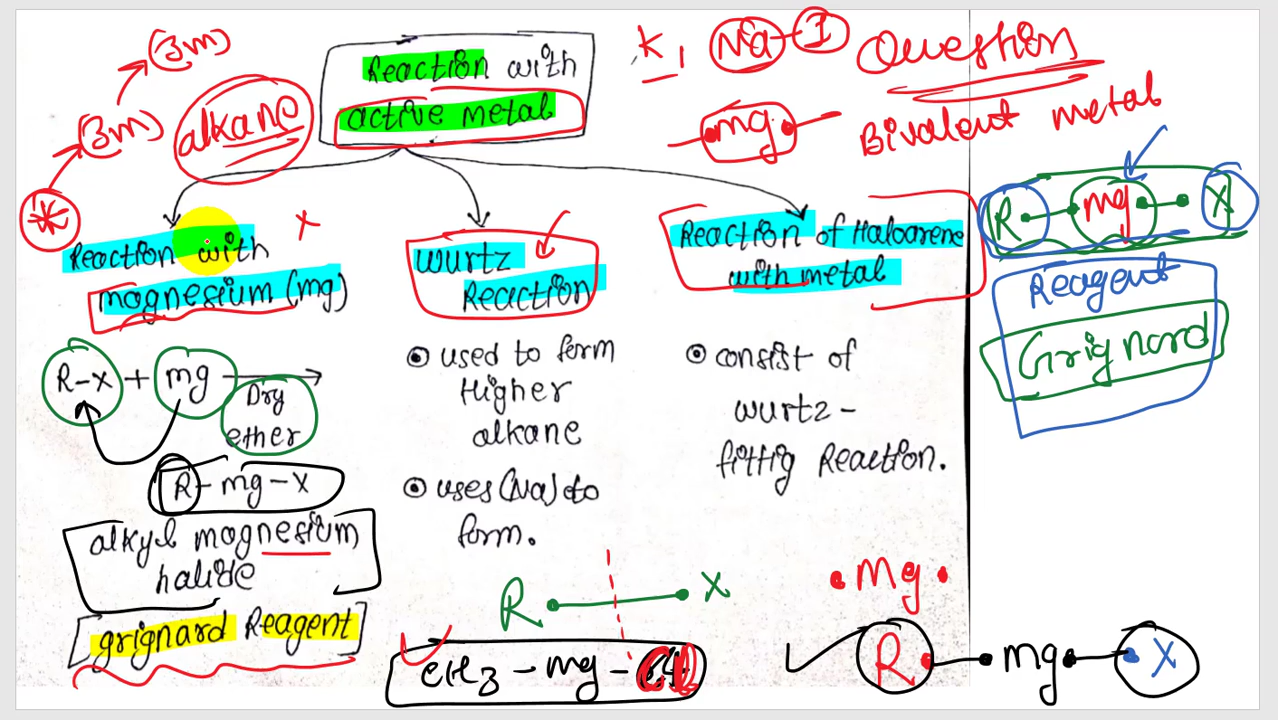 (3m)
(3m)
*
alkane
Reaction with
active metal
K, Na I
Question
mg
Bivalent metal
R mg X
Reagent
Grignard
Reaction with
magnesium (mg)
x
wurtz
Reaction
Reaction of Haloarene
with metal
R-x + mg
Dry
ether
R-mg-x
alkyl magnesium
halide
[grignard Reagent]
used to form
Higher
alkane
uses (Na) to
form.
consist of
wurtz-
fittig Reaction.
R X
CH3 - mg -
Mg
R mg X